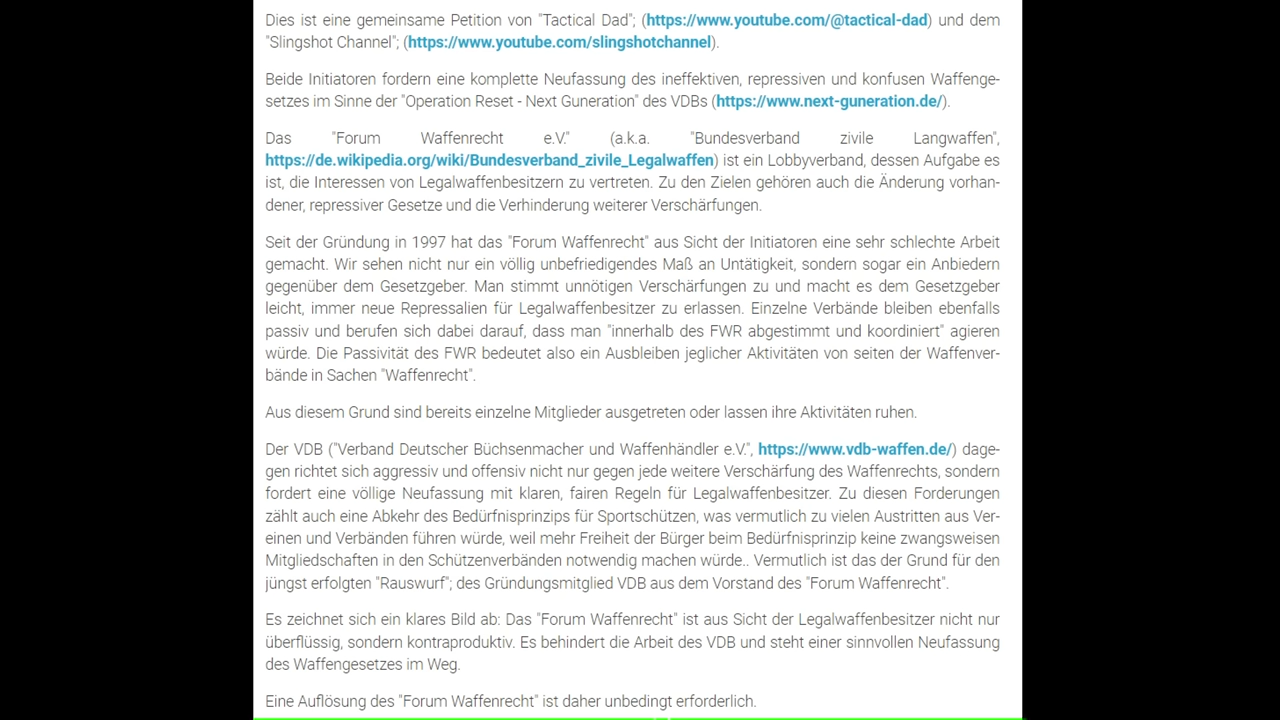 Dies ist eine gemeinsame Petition von "Tactical Dad"; (https://www.youtube.com/@tactical-dad) und dem
"Slingshot Channel"; (https://www.youtube.com/slingshotchannel).
Beide Initiatoren fordern eine komplette Neufassung des ineffektiven, repressiven und konfusen Waffenge-
setzes im Sinne der "Operation Reset - Next Guneration" des VDBs (https://www.next-guneration.de/).
Das "Forum Waffenrecht e.V." (a.k.a. "Bundesverband zivile Langwaffen",
https://de.wikipedia.org/wiki/Bundesverband_zivile_Legalwaffen) ist ein Lobbyverband, dessen Aufgabe es
ist, die Interessen von Legalwaffenbesitzern zu vertreten. Zu den Zielen gehören auch die Änderung vorhan-
dener, repressiver Gesetze und die Verhinderung weiterer Verschärfungen.
Seit der Gründung in 1997 hat das "Forum Waffenrecht" aus Sicht der Initiatoren eine sehr schlechte Arbeit
gemacht. Wir sehen nicht nur ein völlig unbefriedigendes Maß an Untätigkeit, sondern sogar ein Anbiedern
gegenüber dem Gesetzgeber. Man stimmt unnötigen Verschärfungen zu und macht es dem Gesetzgeber
leicht, immer neue Repressalien für Legalwaffenbesitzer zu erlassen. Einzelne Verbände bleiben ebenfalls
passiv und berufen sich dabei darauf, dass man "innerhalb des FWR abgestimmt und koordiniert" agieren
würde. Die Passivität des FWR bedeutet also ein Ausbleiben jeglicher Aktivitäten von seiten der Waffenver-
bände in Sachen "Waffenrecht".
Aus diesem Grund sind bereits einzelne Mitglieder ausgetreten oder lassen ihre Aktivitäten ruhen.
Der VDB ("Verband Deutscher Büchsenmacher und Waffenhändler e.V.", https://www.vdb-waffen.de/) dage-
gen richtet sich aggressiv und offensiv nicht nur gegen jede weitere Verschärfung des Waffenrechts, sondern
fordert eine völlige Neufassung mit klaren, fairen Regeln für Legalwaffenbesitzer. Zu diesen Forderungen
zählt auch eine Abkehr des Bedürfnisprinzips für Sportschützen, was vermutlich zu vielen Austritten aus Ver-
einen und Verbänden führen würde, weil mehr Freiheit der Bürger beim Bedürfnisprinzip keine zwangsweisen
Mitgliedschaften in den Schützenverbänden notwendig machen würde.. Vermutlich ist das der Grund für den
jüngst erfolgten "Rauswurf"; des Gründungsmitglied VDB aus dem Vorstand des "Forum Waffenrecht".
Es zeichnet sich ein klares Bild ab: Das "Forum Waffenrecht" ist aus Sicht der Legalwaffenbesitzer nicht nur
überflüssig, sondern kontraproduktiv. Es behindert die Arbeit des VDB und steht einer sinnvollen Neufassung
des Waffengesetzes im Weg.
Eine Auflösung des "Forum Waffenrecht" ist daher unbedingt erforderlich.